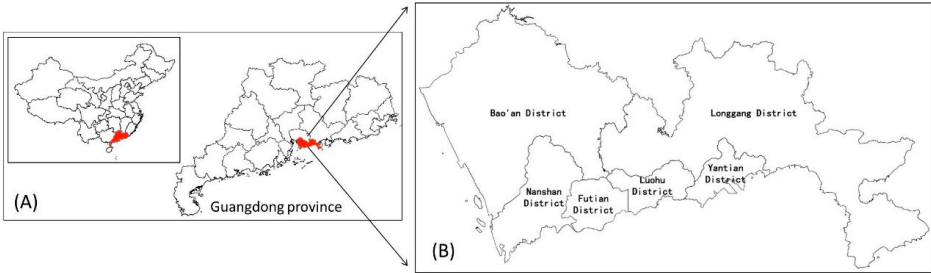 (A)
Guangdong province
Bao'an District
Longgang District
Nanshan
District
Futian
District
Luohu
District
Yantian
District
(B)